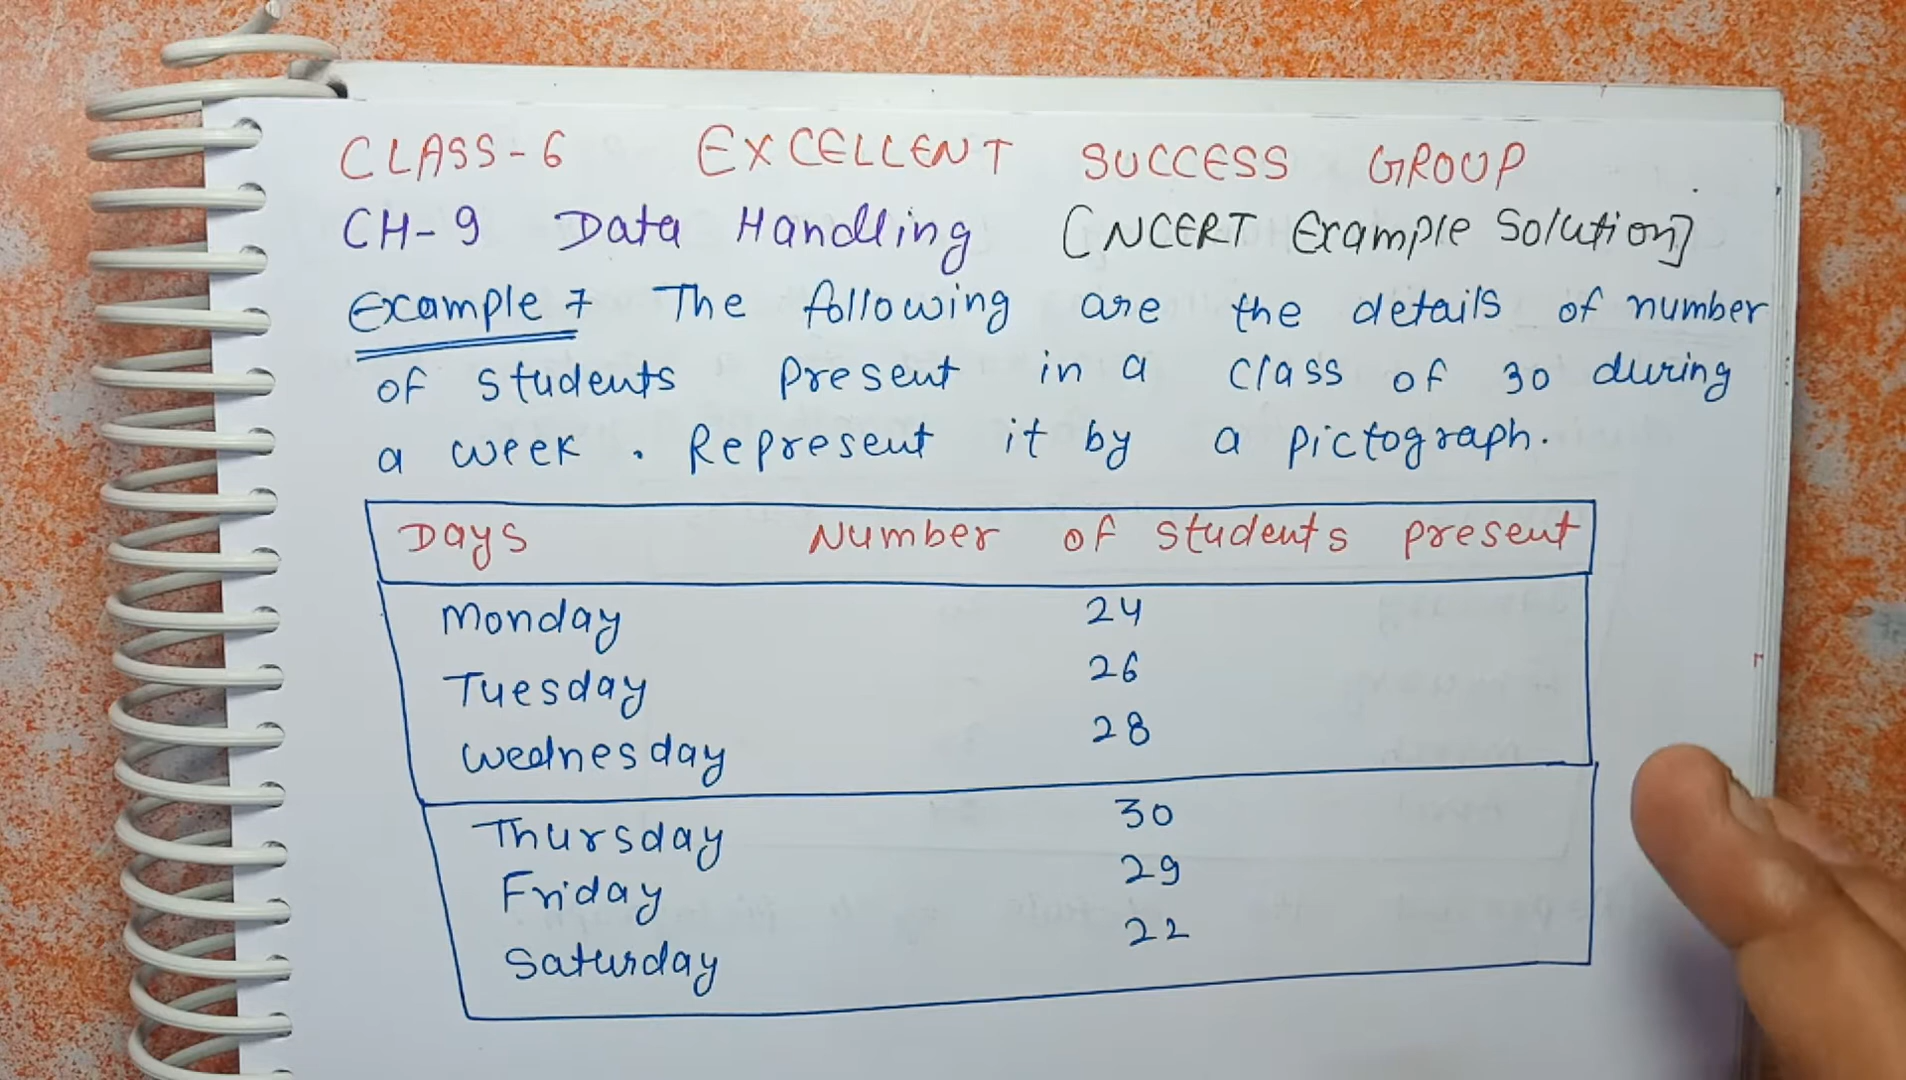 CLASS-6 EXCELLENT SUCCESS GROUP
CH-9 Data Handling [NCERT Example Solution]
Example 7 The following are the details of number
of students present in a class of 30 during
a week. Represent it by a pictograph.
Days Number of students present
Monday 24
Tuesday 26
Wednesday 28
Thursday 30
Friday 29
Saturday 22